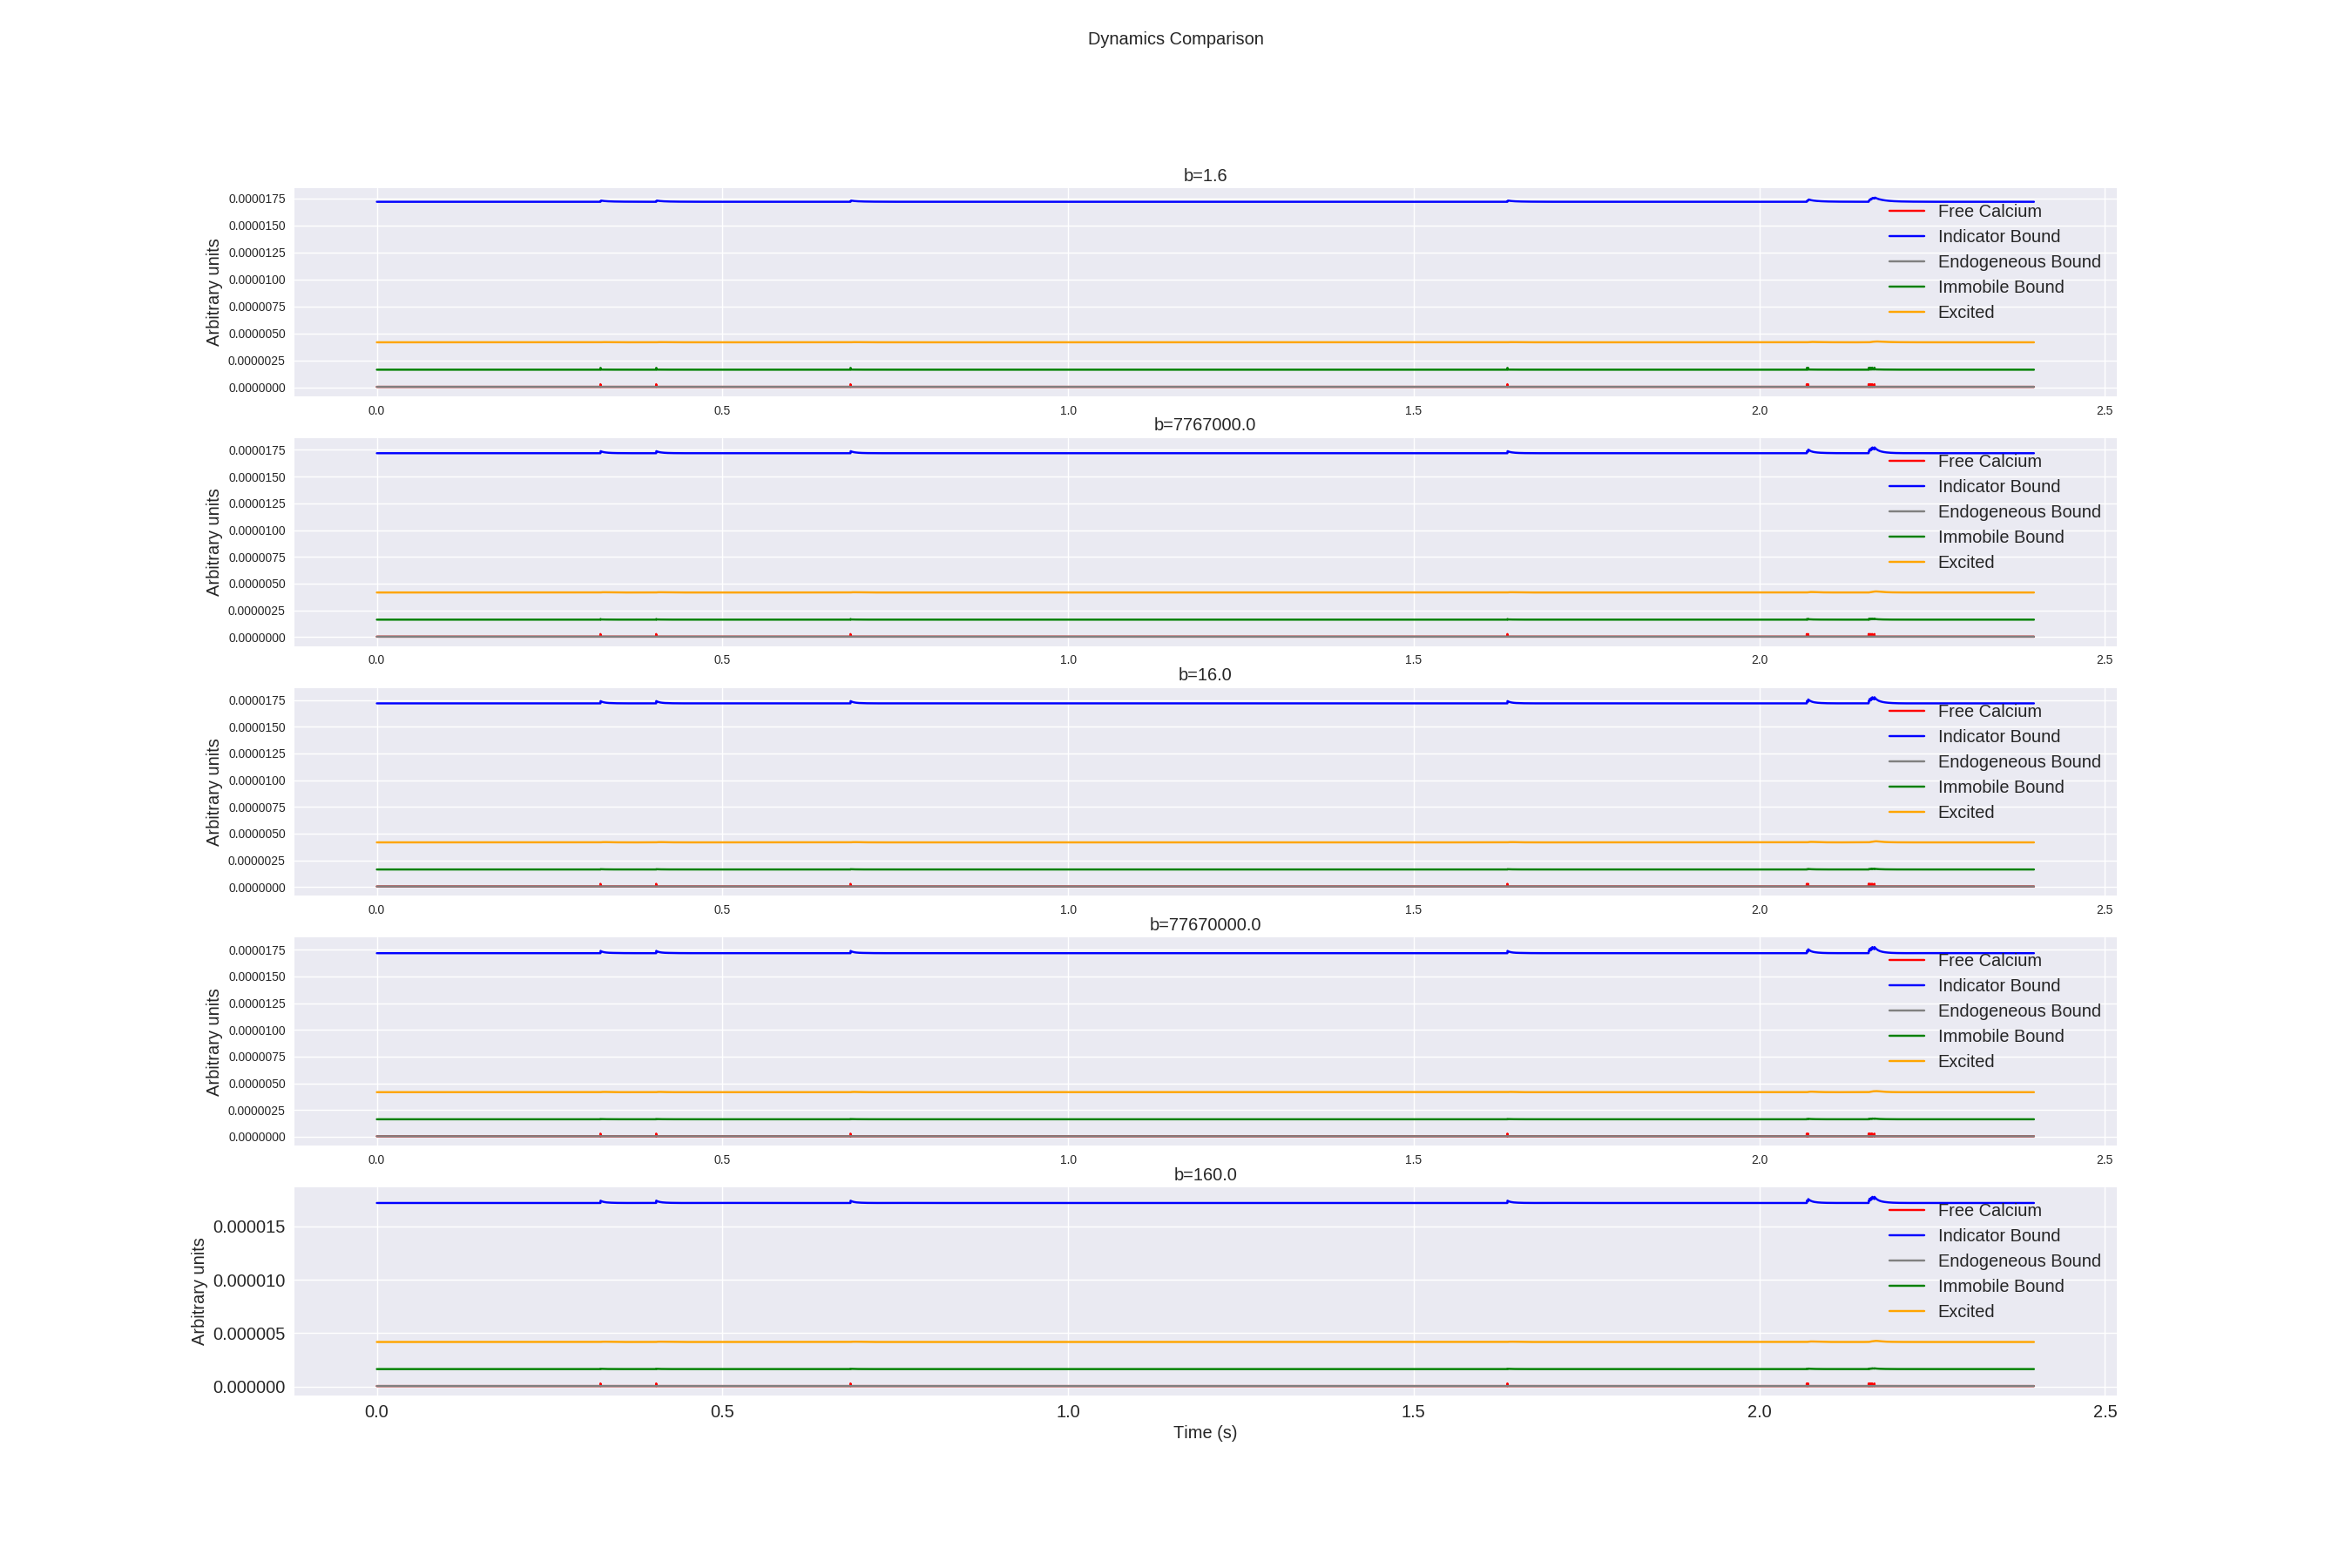 Dynamics Comparison
b=1.6
Arbitrary units
0.0000175
0.0000150
0.0000125
0.0000100
0.0000075
0.0000050
0.0000025
0.0000000
Free Calcium
Indicator Bound
Endogeneous Bound
Immobile Bound
Excited
0.0 0.5 1.0 1.5 2.0 2.5
b=7767000.0
Arbitrary units
0.0000175
0.0000150
0.0000125
0.0000100
0.0000075
0.0000050
0.0000025
0.0000000
Free Calcium
Indicator Bound
Endogeneous Bound
Immobile Bound
Excited
0.0 0.5 1.0 1.5 2.0 2.5
b=16.0
Arbitrary units
0.0000175
0.0000150
0.0000125
0.0000100
0.0000075
0.0000050
0.0000025
0.0000000
Free Calcium
Indicator Bound
Endogeneous Bound
Immobile Bound
Excited
0.0 0.5 1.0 1.5 2.0 2.5
b=77670000.0
Arbitrary units
0.0000175
0.0000150
0.0000125
0.0000100
0.0000075
0.0000050
0.0000025
0.0000000
Free Calcium
Indicator Bound
Endogeneous Bound
Immobile Bound
Excited
0.0 0.5 1.0 1.5 2.0 2.5
b=160.0
Arbitrary units
0.000015
0.000010
0.000005
0.000000
Free Calcium
Indicator Bound
Endogeneous Bound
Immobile Bound
Excited
0.0 0.5 1.0 1.5 2.0 2.5
Time (s)